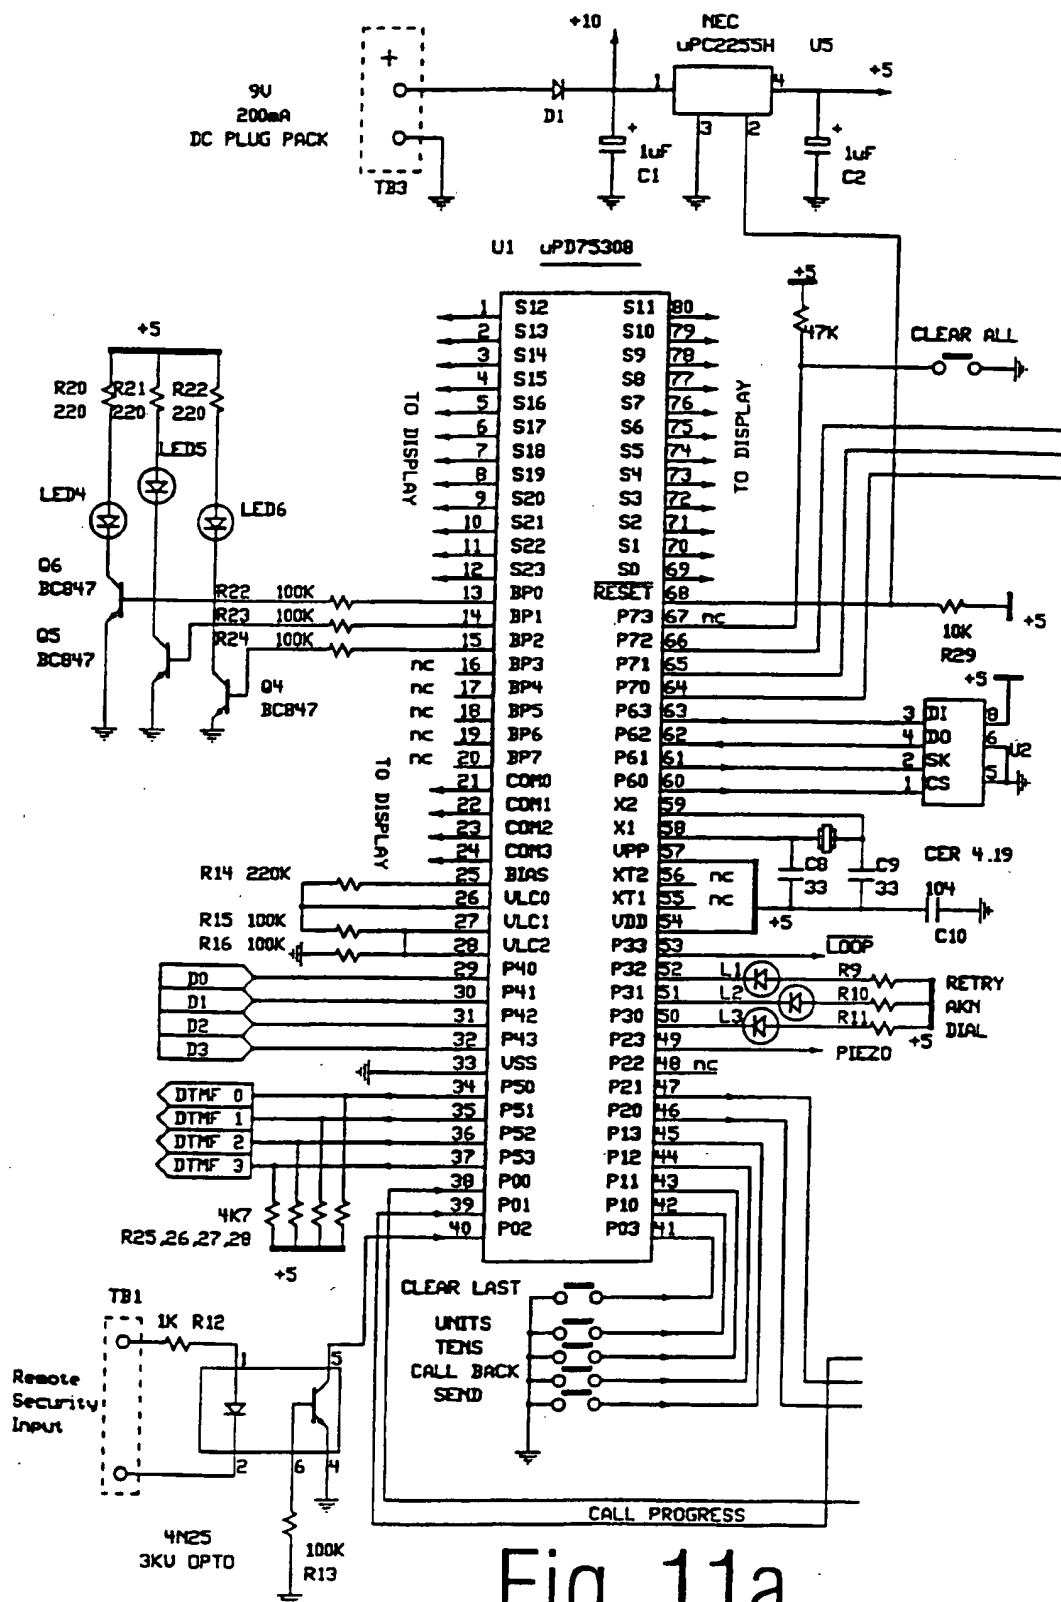 +10
NEC
uPC2255H
U5
+5
1
4
3
2
9V
200mA
DC PLUG PACK
+
TB3
D1
+
1uF
C1
+
1uF
C2
U1 uPD75308
+5
47K
CLEAR ALL
+5
R20 R21 R22
220 220 220
LED5
LED4
LED6
Q6
BC847
Q5
BC847
Q4
BC847
R22 100K
R23 100K
R24 100K
TO DISPLAY
TO DISPLAY
TO DISPLAY
1 S12 S11 80
2 S13 S10 79
3 S14 S9 78
4 S15 S8 77
5 S16 S7 76
6 S17 S6 75
7 S18 S5 74
8 S19 S4 73
9 S20 S3 72
10 S21 S2 71
11 S22 S1 70
12 S23 S0 69
13 BP0 RESET 68
14 BP1 P73 67 nc
15 BP2 P72 66
nc 16 BP3 P71 65
nc 17 BP4 P70 64
nc 18 BP5 P63 63
nc 19 BP6 P62 62
nc 20 BP7 P61 61
21 COM0 P60 60
22 COM1 X2 59
23 COM2 X1 58
24 COM3 VPP 57
25 BIAS XT2 56 nc
26 VLC0 XT1 55 nc
27 VLC1 VDD 54
28 VLC2 P33 53
29 P40 P32 52
30 P41 P31 51
31 P42 P30 50
32 P43 P23 49
33 VSS P22 48 nc
34 P50 P21 47
35 P51 P20 46
36 P52 P13 45
37 P53 P12 44
38 P00 P11 43
39 P01 P10 42
40 P02 P03 41
10K
R29
+5
+5
3 DI 8
4 DO 6
2 SK
1 CS 5
U2
C8
33
C9
33
CER 4.19
104
C10
+5
LOOP
L1 R9 RETRY
L2 R10 AKN
L3 R11 DIAL
+5
PIEZO
R14 220K
R15 100K
R16 100K
D0
D1
D2
D3
DTMF 0
DTMF 1
DTMF 2
DTMF 3
4K7
R25,26,27,28
+5
CLEAR LAST
UNITS
TENS
CALL BACK
SEND
TB1
1K R12
Remote
Security
Input
1
5
2
6
4
4N25
3KV OPTO
100K
R13
CALL PROGRESS
Fig 11a